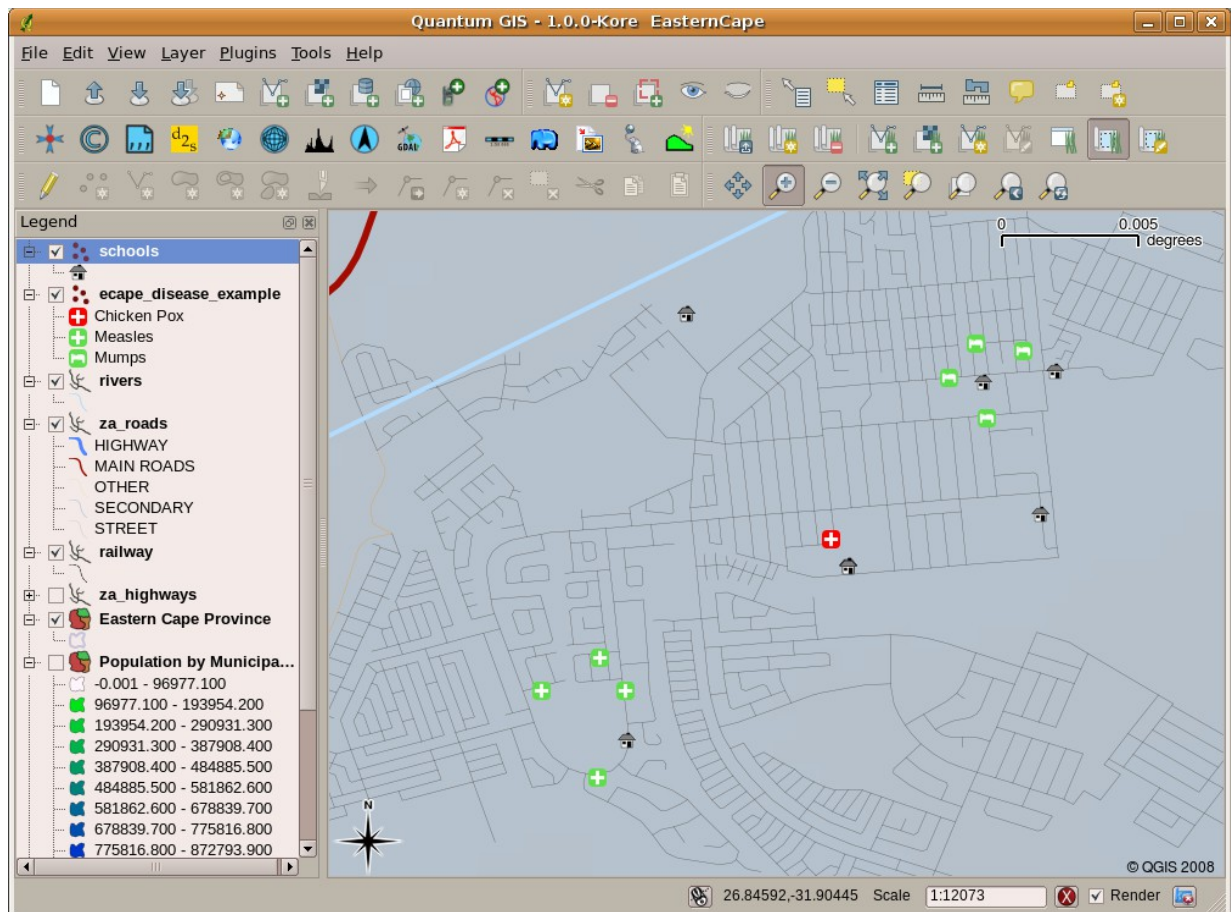 Quantum GIS - 1.0.0-Kore EasternCape
File Edit View Layer Plugins Tools Help
d2s
GDAL
Legend
schools
ecape_disease_example
Chicken Pox
Measles
Mumps
rivers
za_roads
HIGHWAY
MAIN ROADS
OTHER
SECONDARY
STREET
railway
za_highways
Eastern Cape Province
Population by Municipa...
-0.001 - 96977.100
96977.100 - 193954.200
193954.200 - 290931.300
290931.300 - 387908.400
387908.400 - 484885.500
484885.500 - 581862.600
581862.600 - 678839.700
678839.700 - 775816.800
775816.800 - 872793.900
0 0.005
degrees
N
© QGIS 2008
26.84592,-31.90445 Scale 1:12073 Render